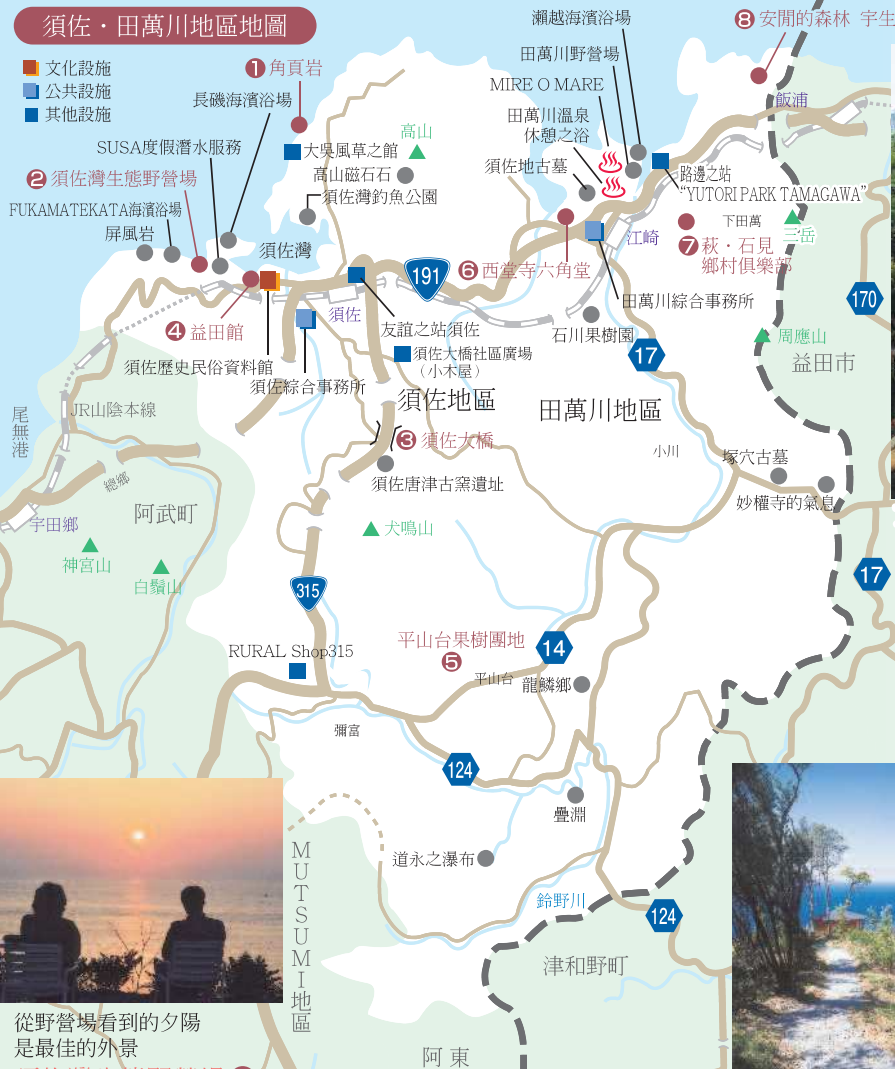 須佐・田萬川地區地圖
文化設施
公共設施
其他設施
❶角頁岩
長磯海濱浴場
SUSA度假潛水服務
❷須佐灣生態野營場
FUKAMATEKATA海濱浴場
屏風岩
大吳風草之館
高山
高山磁石石
須佐灣釣魚公園
須佐灣
❹益田館
須佐歷史民俗資料館
須佐綜合事務所
須佐
191
友誼之站須佐
須佐大橋社區廣場
（小木屋）
須佐地區
❸須佐大橋
須佐唐津古窯遺址
犬鳴山
瀨越海濱浴場
田萬川野營場
MIRE O MARE
田萬川溫泉
休憩之浴
須佐地古墓
❽安閒的森林 宇生
飯浦
路邊之站
“YUTORI PARK TAMAGAWA”
下田萬
三岳
❼萩・石見
鄉村俱樂部
江崎
❻西堂寺六角堂
田萬川綜合事務所
石川果樹園
17
170
周應山
益田市
田萬川地區
小川
塚穴古墓
妙權寺的氣息
17
尾無港
JR山陰本線
總鄉
阿武町
宇田鄉
神宮山
白鬚山
315
RURAL Shop315
平山台果樹團地
❺
14
平山台
龍鱗鄉
彌富
124
疊淵
道永之瀑布
鈴野川
124
津和野町
MUTSUMI地區
阿東
從野營場看到的夕陽
是最佳的外景